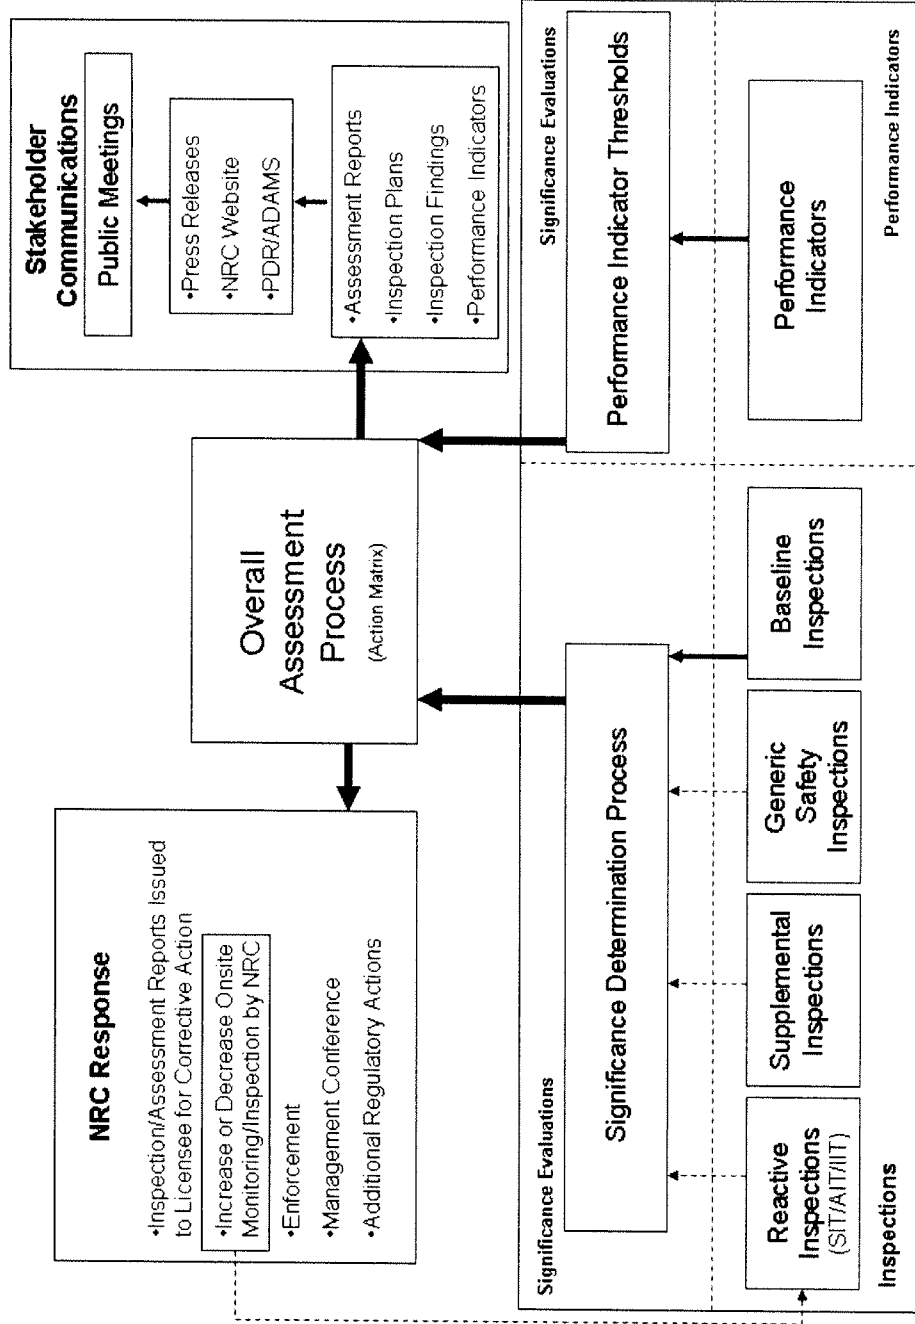 NRC Response
•Inspection/Assessment Reports Issued
to Licensee for Corrective Action
•Increase or Decrease Onsite
Monitoring/Inspection by NRC
•Enforcement
•Management Conference
•Additional Regulatory Actions
Overall
Assessment
Process
(Action Matrix)
Stakeholder
Communications
Public Meetings
•Press Releases
•NRC Website
•PDR/ADAMS
•Assessment Reports
•Inspection Plans
•Inspection Findings
•Performance Indicators
Significance Evaluations
Significance Determination Process
Significance Evaluations
Performance Indicator Thresholds
Reactive
Inspections
(SIT/AIT/IIT)
Supplemental
Inspections
Generic
Safety
Inspections
Baseline
Inspections
Performance
Indicators
Inspections
Performance Indicators